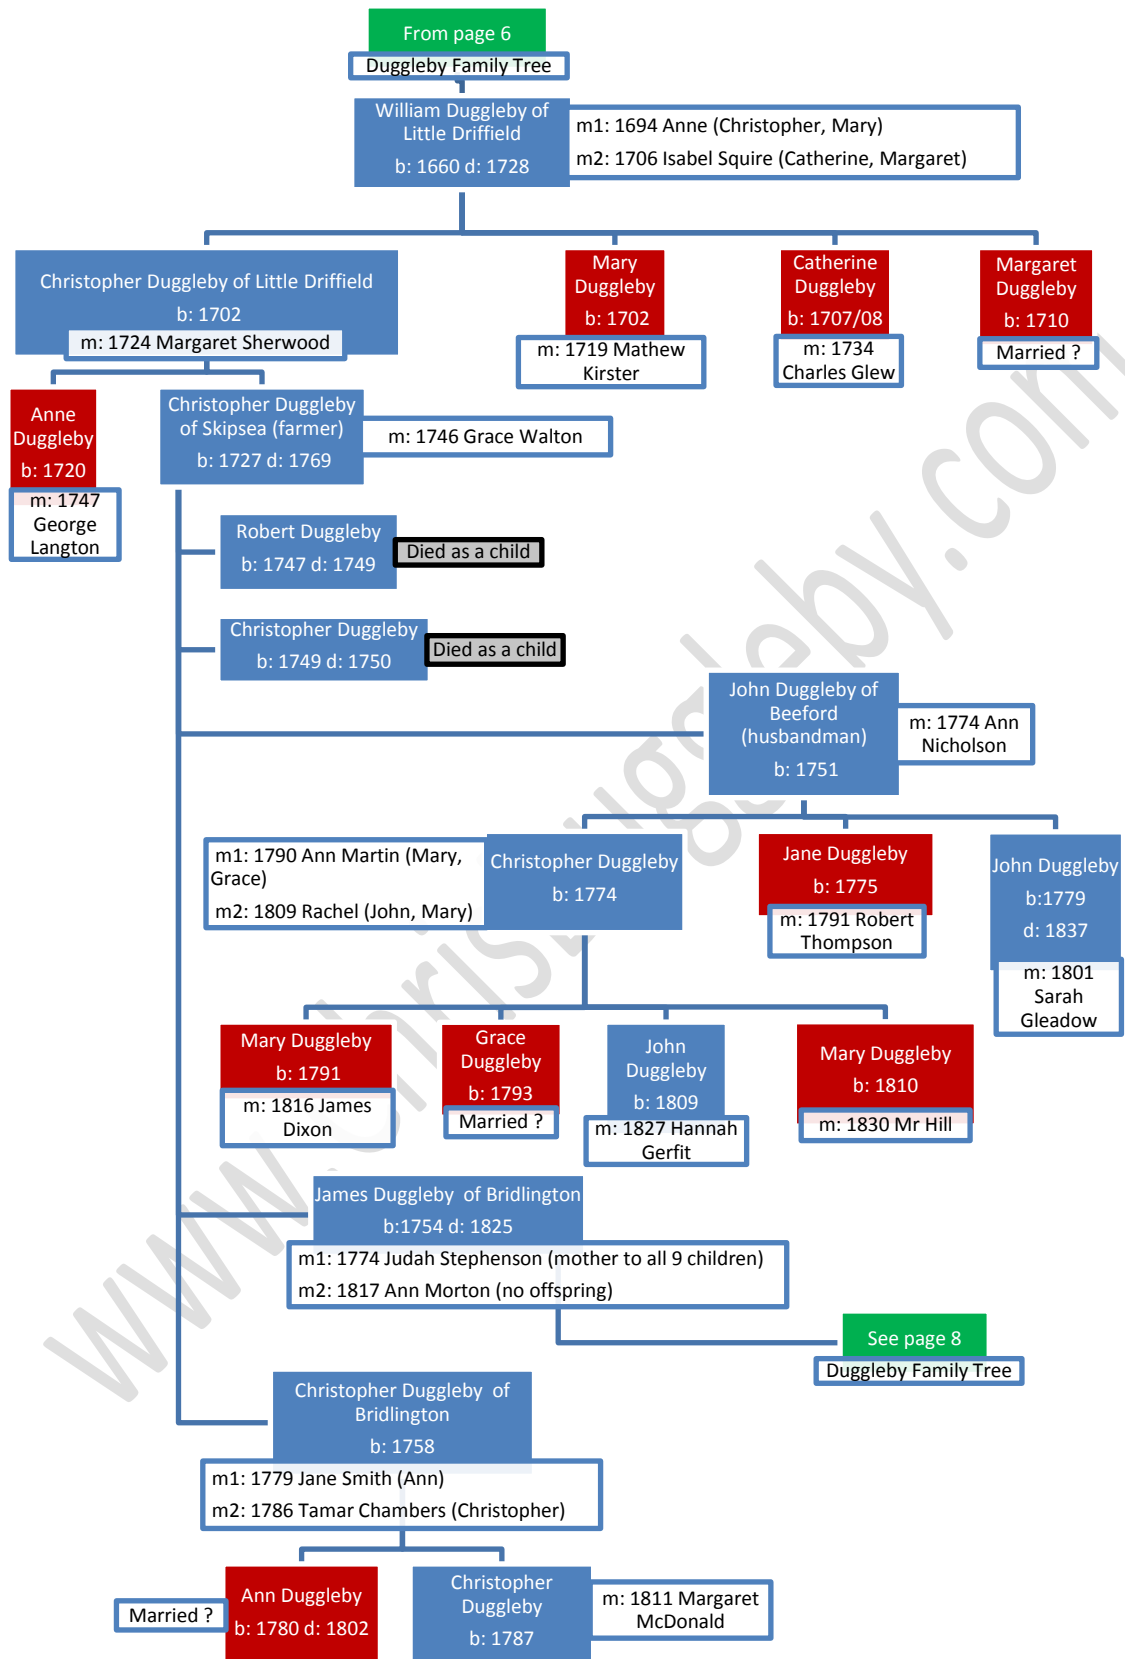 From page 6
Duggleby Family Tree
William Duggleby of
Little Driffield
b: 1660 d: 1728
m1: 1694 Anne (Christopher, Mary)
m2: 1706 Isabel Squire (Catherine, Margaret)
Christopher Duggleby of Little Driffield
b: 1702
m: 1724 Margaret Sherwood
Mary
Duggleby
b: 1702
m: 1719 Mathew
Kirster
Catherine
Duggleby
b: 1707/08
m: 1734
Charles Glew
Margaret
Duggleby
b: 1710
Married ?
Anne
Duggleby
b: 1720
m: 1747
George
Langton
Christopher Duggleby
of Skipsea (farmer)
b: 1727 d: 1769
m: 1746 Grace Walton
Robert Duggleby
b: 1747 d: 1749
Died as a child
Christopher Duggleby
b: 1749 d: 1750
Died as a child
John Duggleby of
Beeford
(husbandman)
b: 1751
m: 1774 Ann
Nicholson
m1: 1790 Ann Martin (Mary,
Grace)
m2: 1809 Rachel (John, Mary)
Christopher Duggleby
b: 1774
Jane Duggleby
b: 1775
m: 1791 Robert
Thompson
John Duggleby
b:1779
d: 1837
m: 1801
Sarah
Gleadow
Mary Duggleby
b: 1791
m: 1816 James
Dixon
Grace
Duggleby
b: 1793
Married ?
John
Duggleby
b: 1809
m: 1827 Hannah
Gerfit
Mary Duggleby
b: 1810
m: 1830 Mr Hill
James Duggleby of Bridlington
b:1754 d: 1825
m1: 1774 Judah Stephenson (mother to all 9 children)
m2: 1817 Ann Morton (no offspring)
See page 8
Duggleby Family Tree
Christopher Duggleby of
Bridlington
b: 1758
m1: 1779 Jane Smith (Ann)
m2: 1786 Tamar Chambers (Christopher)
Married ?
Ann Duggleby
b: 1780 d: 1802
Christopher
Duggleby
b: 1787
m: 1811 Margaret
McDonald
www.chrisduggleby.com